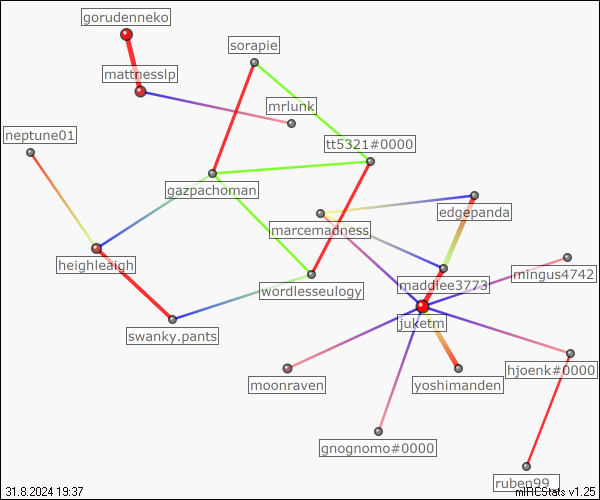 gorudenneko
sorapie
mattnesslp
mrlunk
neptune01
tt5321#0000
gazpachoman
edgepanda
marcemadness
heighleaigh
mingus4742
maddiee3773
wordlesseulogy
juketm
swanky.pants
hjoenk#0000
moonraven
yoshimanden
gnognomo#0000
ruben99_
31.8.2024 19:37
mIRCStats v1.25